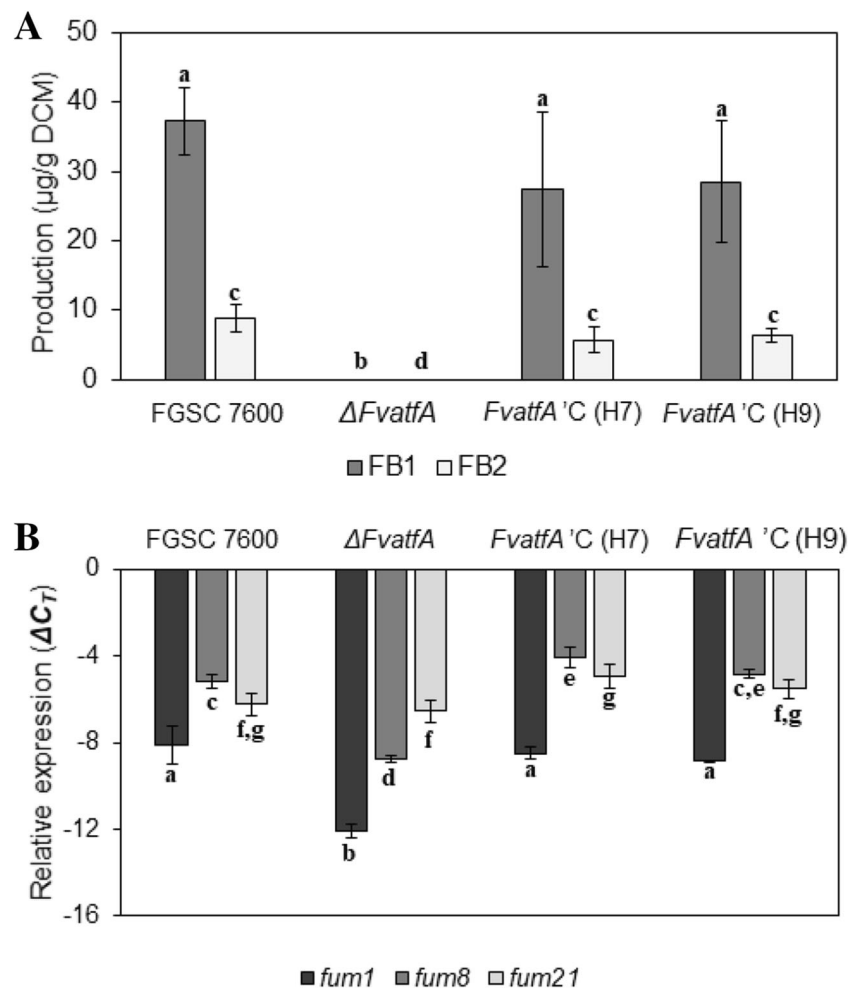 A
50
40
30
20
10
0
Production (µg/g DCM)
a
c
b
d
a
c
a
c
FGSC 7600
ΔFvatfA
FvatfA ’C (H7)
FvatfA ’C (H9)
FB1
FB2
B
FGSC 7600
ΔFvatfA
FvatfA ’C (H7)
FvatfA ’C (H9)
0
-4
-8
-12
-16
Relative expression (ΔCT)
a
c
f,g
b
d
f
a
e
g
a
c,e
f,g
fum1
fum8
fum21